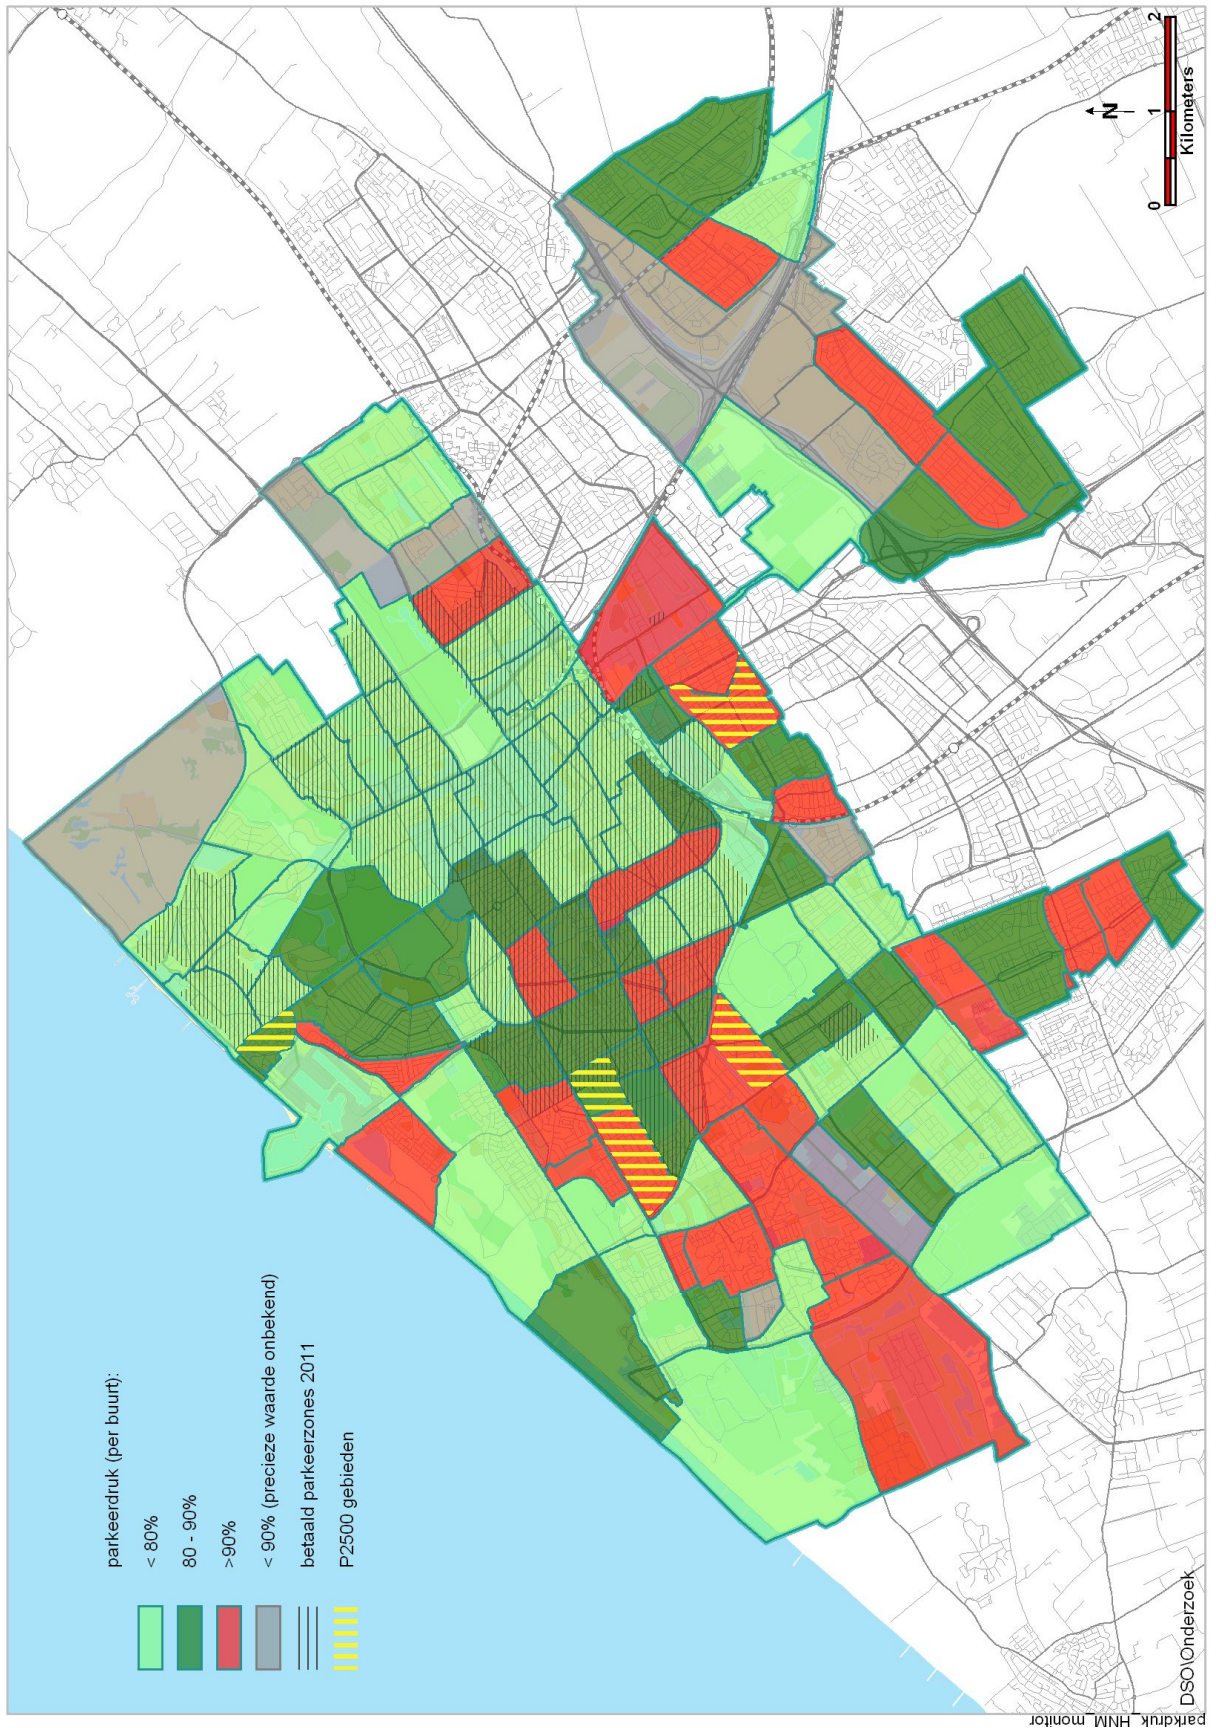 parkeerdruk (per buurt):
< 80%
80 - 90%
>90%
< 90% (precieze waarde onbekend)
betaald parkeerzones 2011
P2500 gebieden
N
0 1 2
Kilometers
DSO\Onderzoek
parkdruk_HNM_monitor